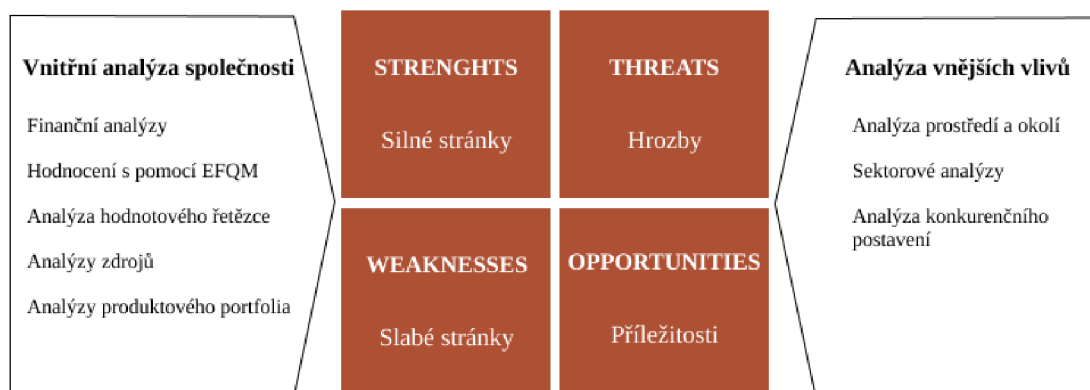 Vnitřní analýza společnosti
Finanční analýzy
Hodnocení s pomocí EFQM
Analýza hodnotového řetězce
Analýzy zdrojů
Analýzy produktového portfolia
STRENGHTS
Silné stránky
THREATS
Hrozby
WEAKNESSES
Slabé stránky
OPPORTUNITIES
Příležitosti
Analýza vnějších vlivů
Analýza prostředí a okolí
Sektorové analýzy
Analýza konkurenčního
postavení